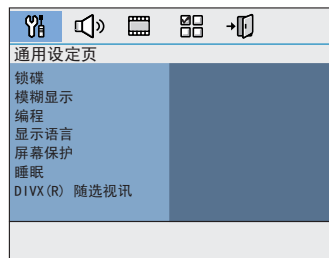 通用设定页
锁碟
模糊显示
编程
显示语言
屏幕保护
睡眠
DIVX(R) 随选视讯